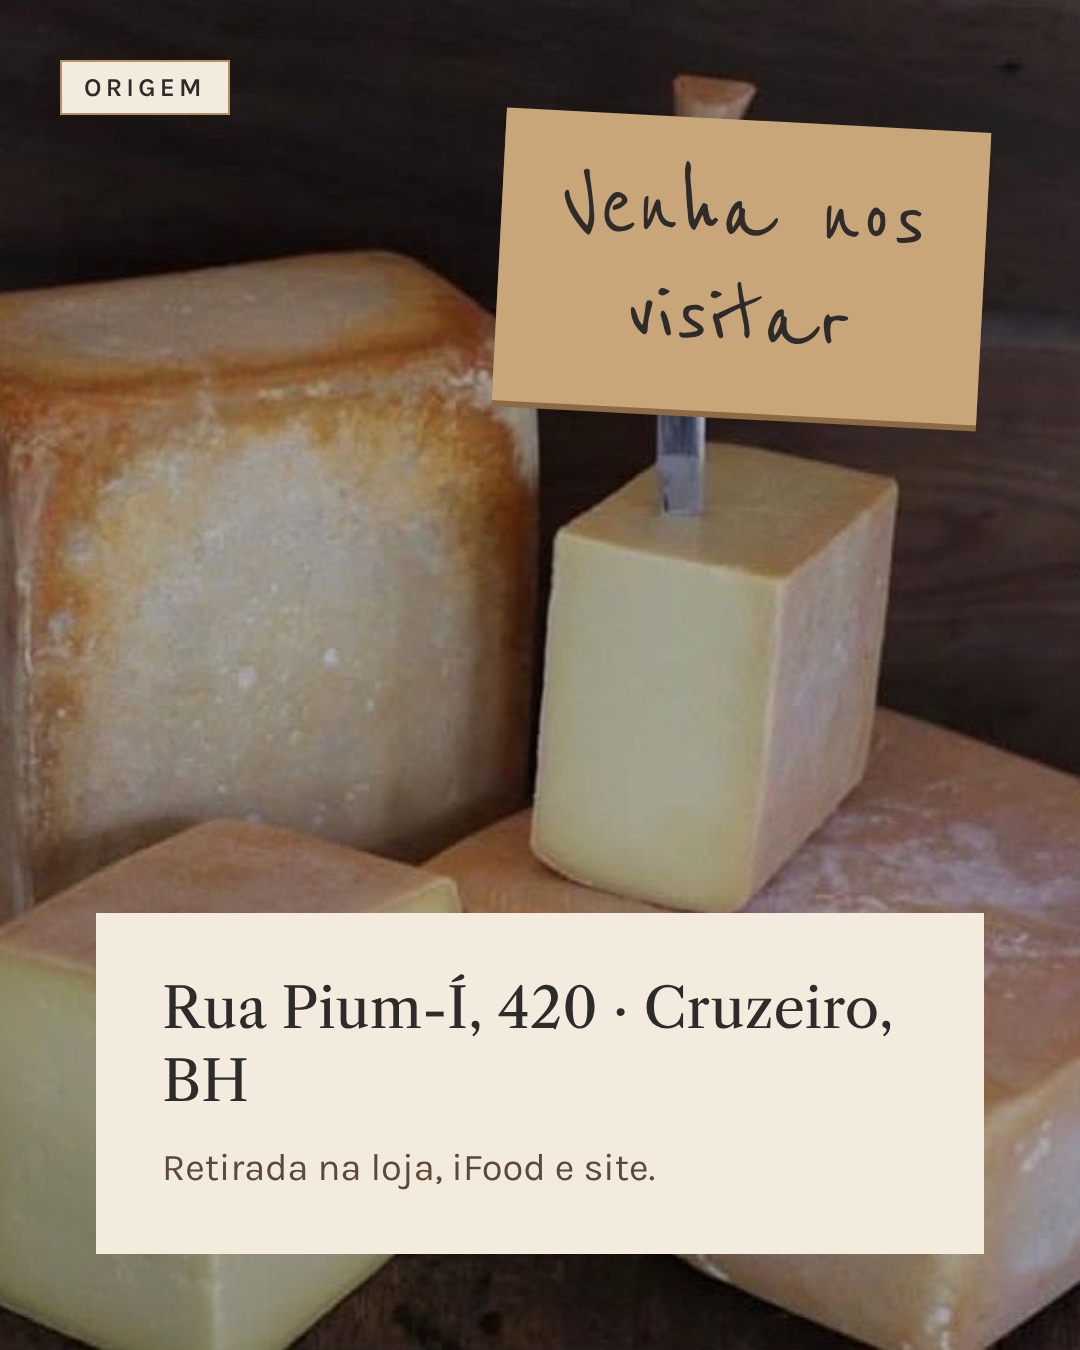 ORIGEM
Venha nos
visitar
Rua Pium-Í, 420 · Cruzeiro,
BH
Retirada na loja, iFood e site.